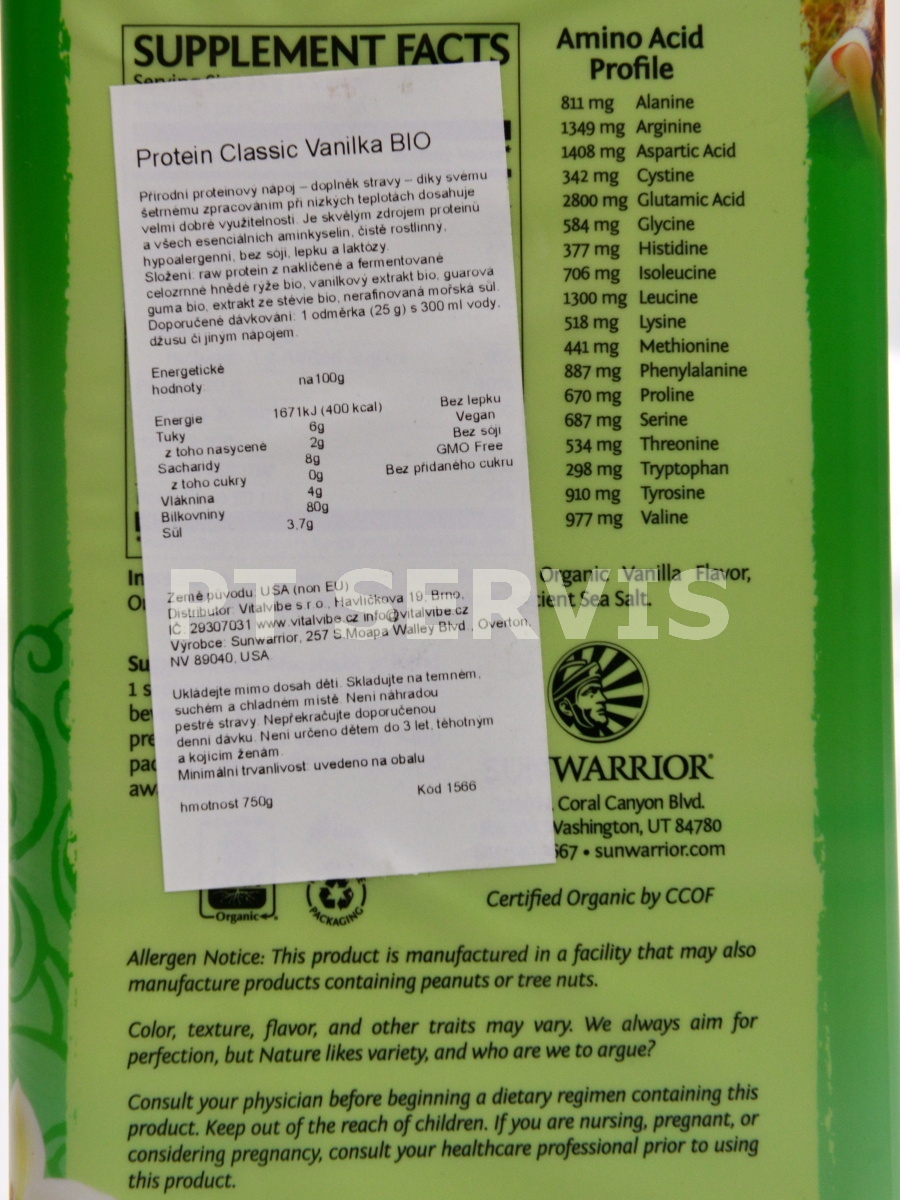 SUPPLEMENT FACTS
Protein Classic Vanilka BIO
Přírodní proteinový nápoj – doplněk stravy – díky svému
šetrnému zpracováním při nízkých teplotách dosahuje
velmi dobré využitelnosti. Je skvělým zdrojem proteinů
a všech esenciálních aminkyselin, čistě rostlinný,
hypoalergenní, bez sóji, lepku a laktózy.
Složení: raw protein z naklíčené a fermentované
celozrnné hnědé rýže bio, vanilkový extrakt bio, guarová
guma bio, extrakt ze stévie bio, nerafinovaná mořská sůl.
Doporučené dávkování: 1 odměrka (25 g) s 300 ml vody,
džusu či jiným nápojem.
Energetické
hodnoty: na 100g
Energie 1671kJ (400 kcal)
Tuky 6g
z toho nasycené 2g
Sacharidy 8g
z toho cukry 0g
Vláknina 4g
Bílkovniny 80g
Sůl 3,7g
Bez lepku
Vegan
Bez sóji
GMO Free
Bez přidaného cukru
Země původu: USA (non EU)
Distributor: Vitalvibe s.r.o., Havlíčkova 19, Brno,
IČ: 29307031 www.vitalvibe.cz info@vitalvibe.cz
Výrobce: Sunwarrior, 257 S.Moapa Walley Blvd., Overton,
NV 89040, USA
Ukládejte mimo dosah dětí. Skladujte na temném,
suchém a chladném místě. Není náhradou
pestré stravy. Nepřekračujte doporučenou
denní dávku. Není určeno dětem do 3 let, těhotným
a kojícím ženám.
Minimální trvanlivost: uvedeno na obalu
hmotnost 750g Kód 1566
Amino Acid
Profile
811 mg Alanine
1349 mg Arginine
1408 mg Aspartic Acid
342 mg Cystine
2800 mg Glutamic Acid
584 mg Glycine
377 mg Histidine
706 mg Isoleucine
1300 mg Leucine
518 mg Lysine
441 mg Methionine
887 mg Phenylalanine
670 mg Proline
687 mg Serine
534 mg Threonine
298 mg Tryptophan
910 mg Tyrosine
977 mg Valine
Organic Vanilla Flavor,
Sea Salt.
PT SERVIS
WARRIOR
Coral Canyon Blvd.
Washington, UT 84780
667 • sunwarrior.com
Organic
PACKAGING
Certified Organic by CCOF
Allergen Notice: This product is manufactured in a facility that may also
manufacture products containing peanuts or tree nuts.
Color, texture, flavor, and other traits may vary. We always aim for
perfection, but Nature likes variety, and who are we to argue?
Consult your physician before beginning a dietary regimen containing this
product. Keep out of the reach of children. If you are nursing, pregnant, or
considering pregnancy, consult your healthcare professional prior to using
this product.